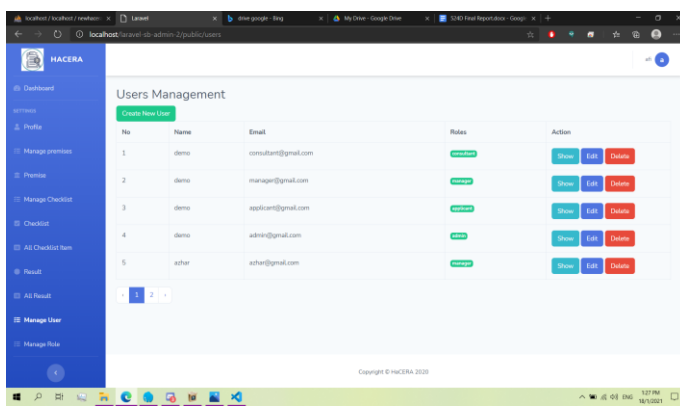 localhost / localhost / newhacer
Laravel
drive google - Bing
My Drive - Google Drive
S24D Final Report.docx - Googl
localhost/laravel-sb-admin-2/public/users
HACERA
a
Dashboard
SETTINGS
Profile
Manage premises
Premise
Manage Checklist
Checklist
All Checklist Item
Result
All Result
Manage User
Manage Role
Users Management
Create New User
No Name Email Roles Action
1 demo consultant@gmail.com consultant Show Edit Delete
2 demo manager@gmail.com manager Show Edit Delete
3 demo applicant@gmail.com applicant Show Edit Delete
4 demo admin@gmail.com admin Show Edit Delete
5 azhar azhar@gmail.com manager Show Edit Delete
‹ 1 2 ›
Copyright © HaCERA 2020
ENG
1:27 PM
18/1/2021